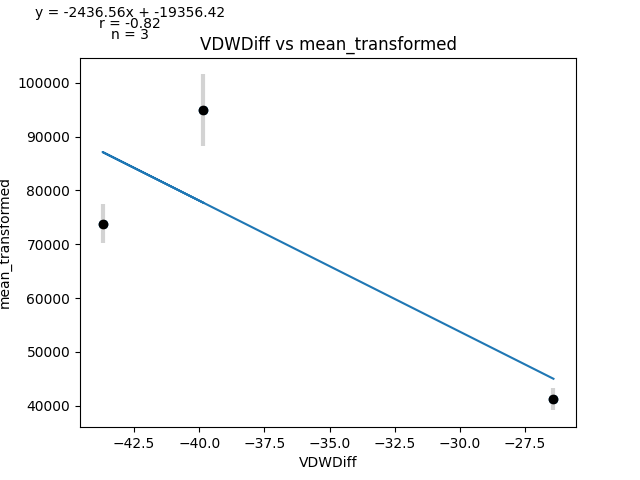 y = -2436.56x + -19356.42
r = -0.82
n = 3
VDWDiff vs mean_transformed
100000
90000
80000
70000
60000
50000
40000
mean_transformed
−42.5 −40.0 −37.5 −35.0 −32.5 −30.0 −27.5
VDWDiff